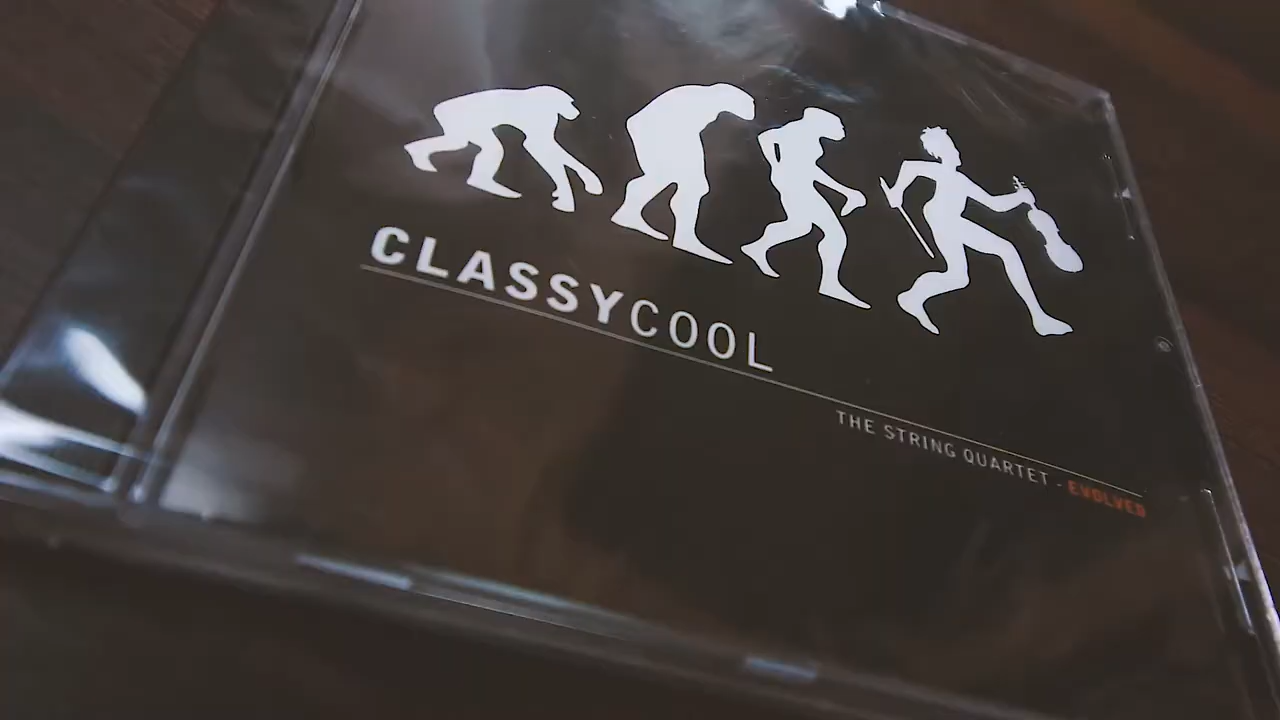 CLASSYCOOL
THE STRING QUARTET - EVOLVED